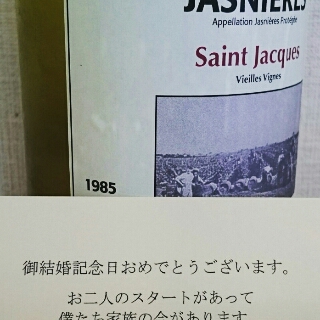 JASNIÈRES
Appellation Jasnières Protégée
Saint Jacques
Vieilles Vignes
1985
御結婚記念日おめでとうございます。
お二人のスタートがあって
僕たち家族の今があります。